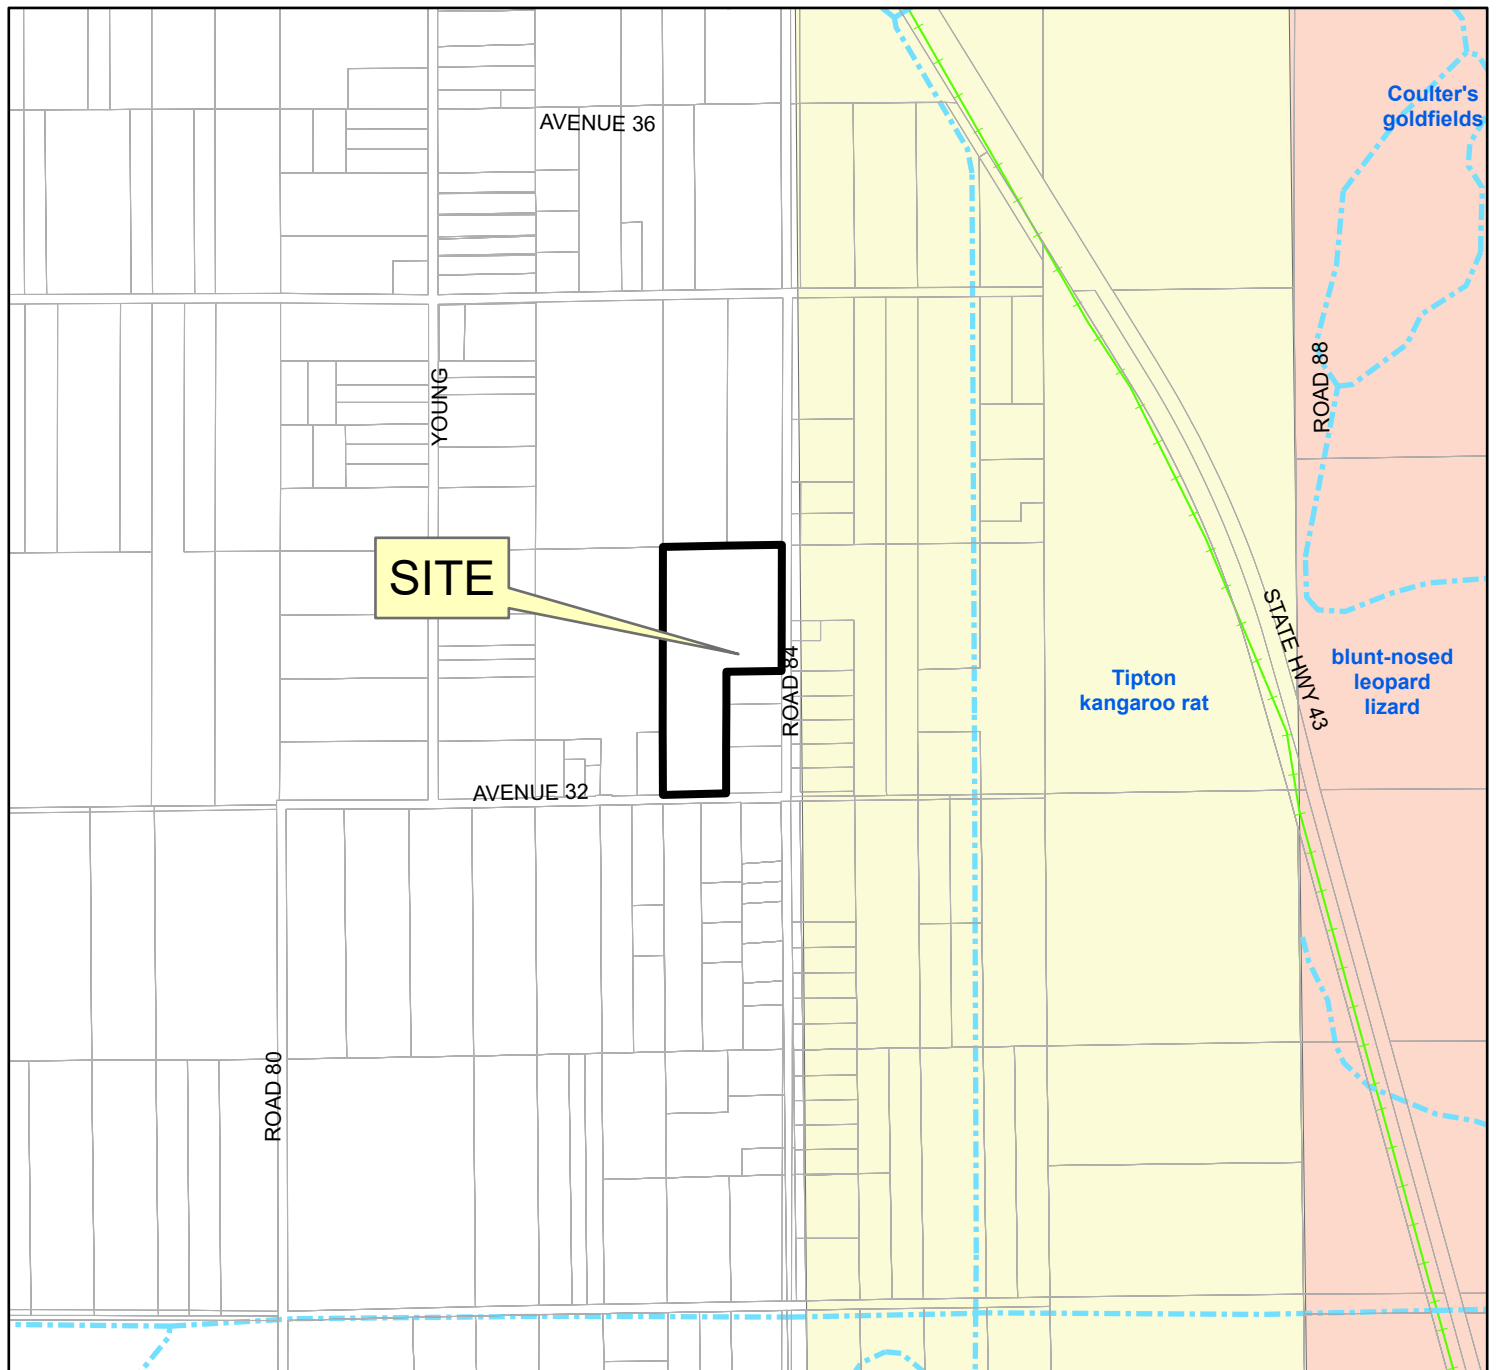 Coulter's
goldfields
AVENUE 36
ROAD 88
YOUNG
SITE
STATE HWY 43
ROAD 84
blunt-nosed
leopard
lizard
Tipton
kangaroo rat
AVENUE 32
ROAD 80